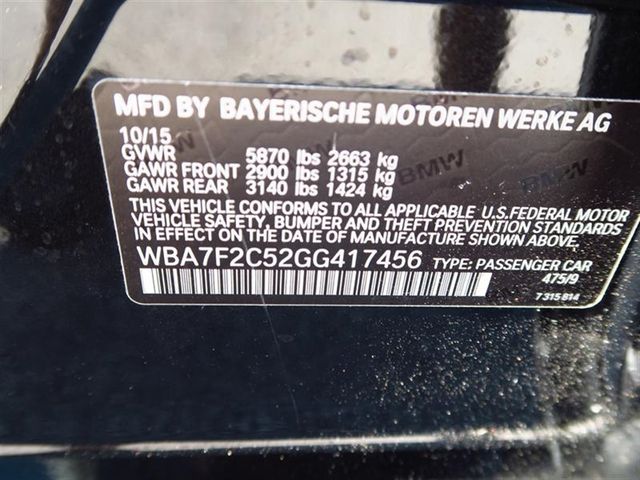 MFD BY BAYERISCHE MOTOREN WERKE AG
10/15
GVWR 5870 lbs 2663 kg
GAWR FRONT 2900 lbs 1315 kg
GAWR REAR 3140 lbs 1424 kg
THIS VEHICLE CONFORMS TO ALL APPLICABLE U.S.FEDERAL MOTOR
VEHICLE SAFETY, BUMPER AND THEFT PREVENTION STANDARDS
IN EFFECT ON THE DATE OF MANUFACTURE SHOWN ABOVE.
WBA7F2C52GG417456 TYPE: PASSENGER CAR
475/9
7 315 814
BMW
BMW